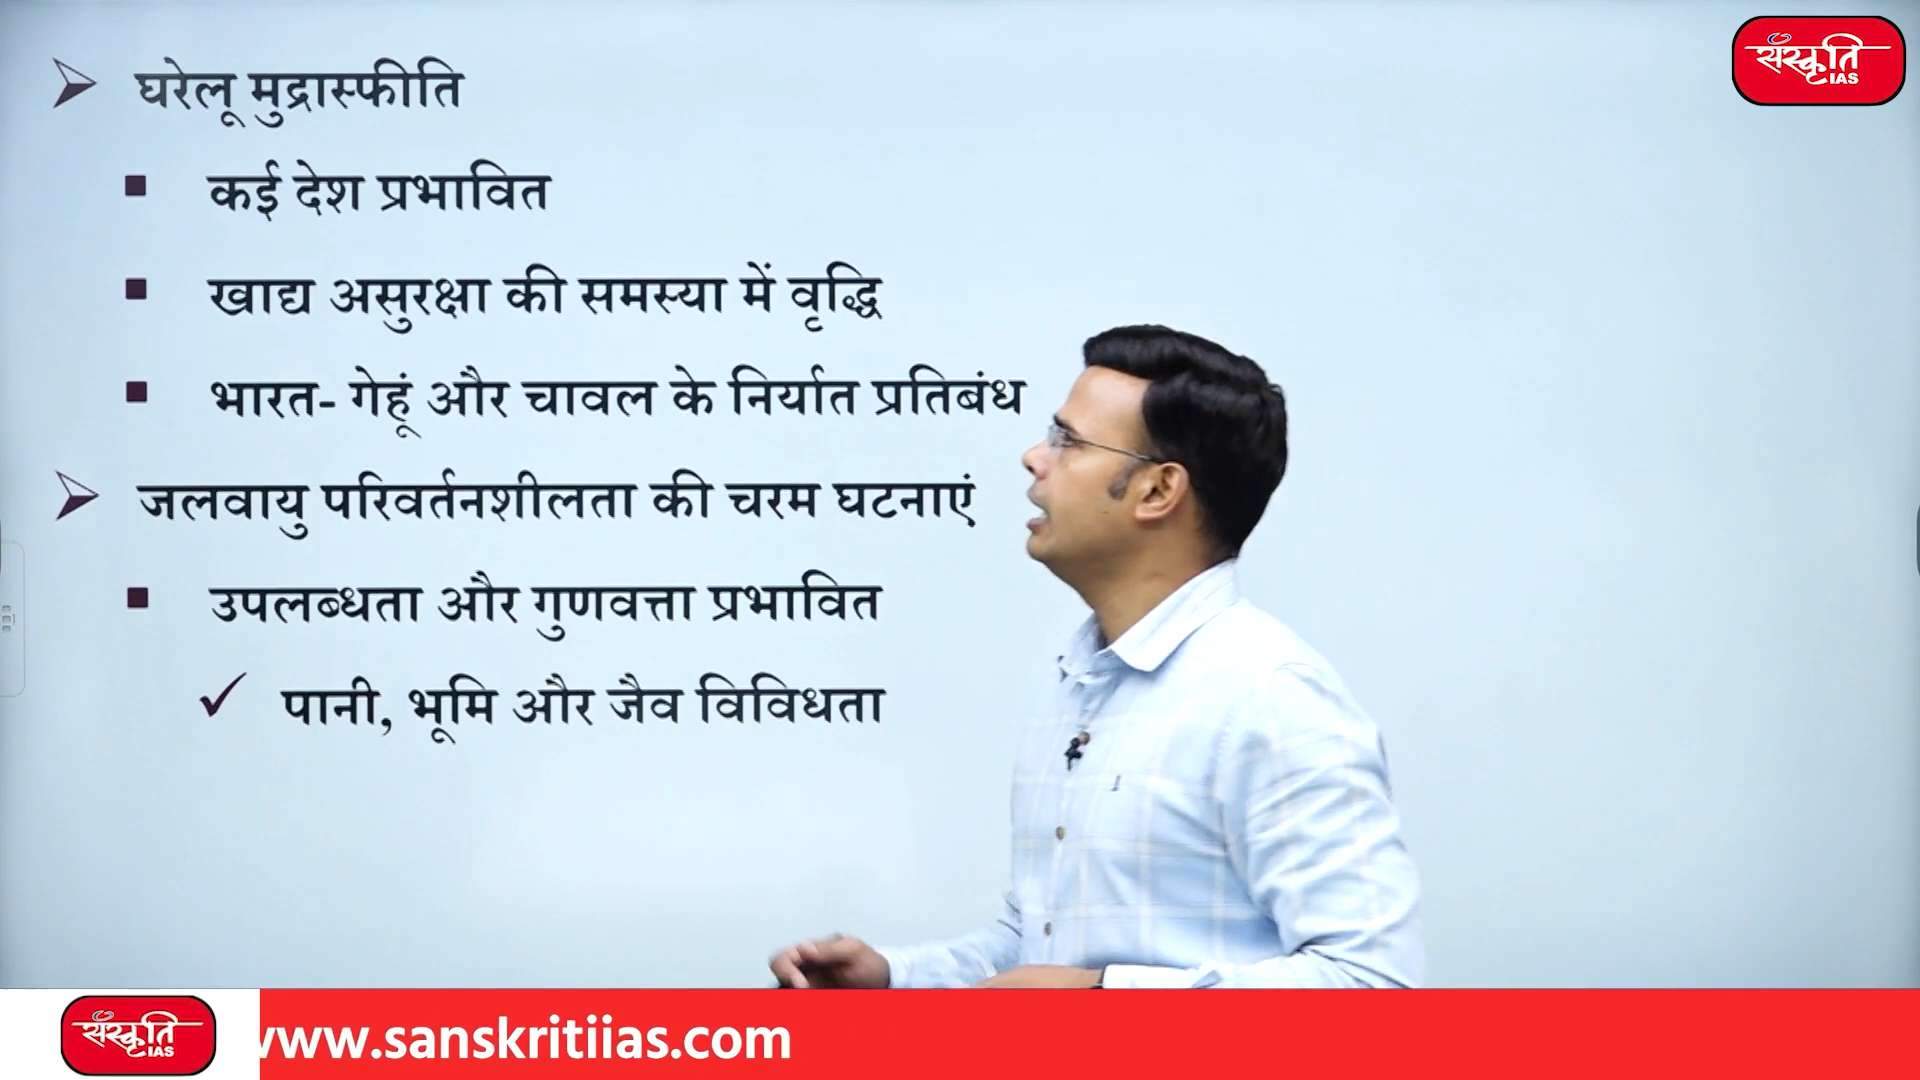 घरेलू मुद्रास्फीति
कई देश प्रभावित
खाद्य असुरक्षा की समस्या में वृद्धि
भारत- गेहूं और चावल के निर्यात प्रतिबंध
जलवायु परिवर्तनशीलता की चरम घटनाएं
उपलब्धता और गुणवत्ता प्रभावित
✓ पानी, भूमि और जैव विविधता
संस्कृति
IAS
संस्कृति
IAS
www.sanskritiias.com